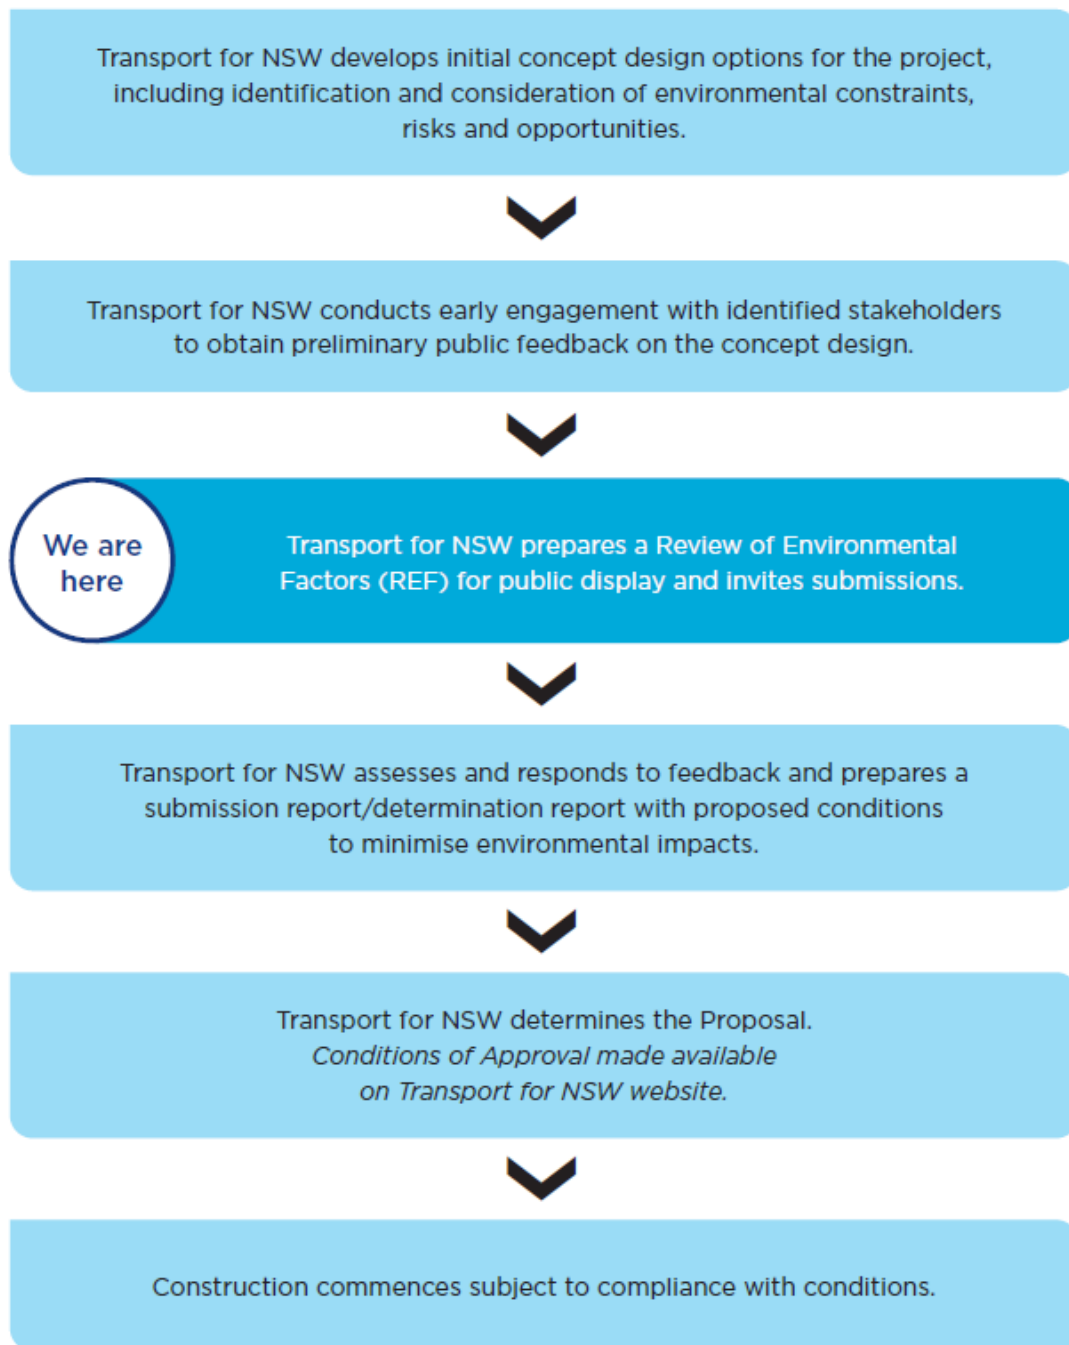 Transport for NSW develops initial concept design options for the project,
including identification and consideration of environmental constraints,
risks and opportunities.
Transport for NSW conducts early engagement with identified stakeholders
to obtain preliminary public feedback on the concept design.
We are
here
Transport for NSW prepares a Review of Environmental
Factors (REF) for public display and invites submissions.
Transport for NSW assesses and responds to feedback and prepares a
submission report/determination report with proposed conditions
to minimise environmental impacts.
Transport for NSW determines the Proposal.
Conditions of Approval made available
on Transport for NSW website.
Construction commences subject to compliance with conditions.